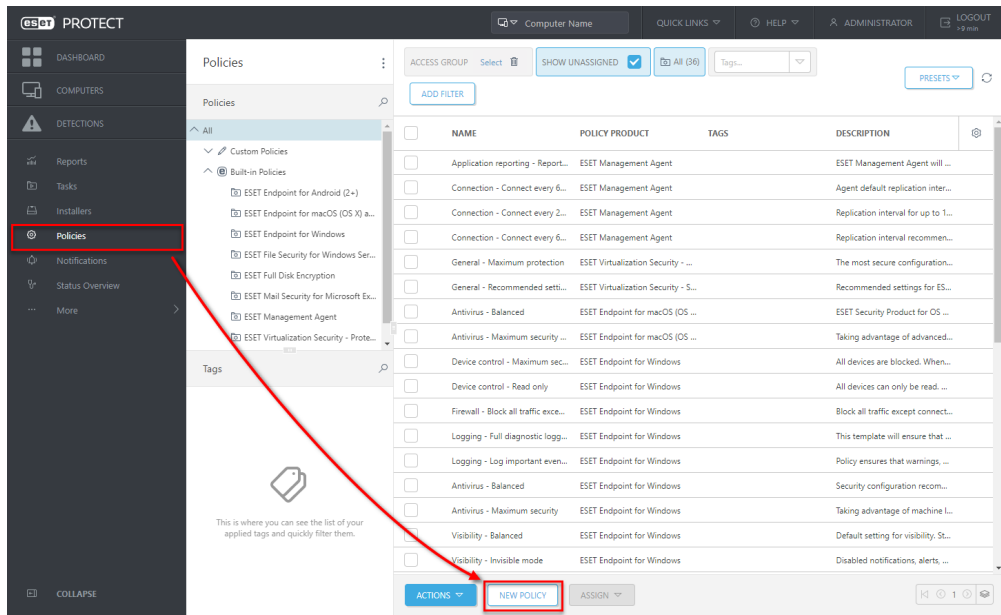 eseT PROTECT
Computer Name
QUICK LINKS
HELP
ADMINISTRATOR
LOGOUT
>9 min
DASHBOARD
COMPUTERS
DETECTIONS
Reports
Tasks
Installers
Policies
Notifications
Status Overview
More
COLLAPSE
Policies
Policies
All
Custom Policies
Built-in Policies
ESET Endpoint for Android (2+)
ESET Endpoint for macOS (OS X) a...
ESET Endpoint for Windows
ESET File Security for Windows Ser...
ESET Full Disk Encryption
ESET Mail Security for Microsoft Ex...
ESET Management Agent
ESET Virtualization Security - Prote...
Tags
This is where you can see the list of your
applied tags and quickly filter them.
ACCESS GROUP Select SHOW UNASSIGNED All (36) Tags...
PRESETS
ADD FILTER
NAME POLICY PRODUCT TAGS DESCRIPTION
Application reporting - Report... ESET Management Agent ESET Management Agent will ...
Connection - Connect every 6... ESET Management Agent Agent default replication inter...
Connection - Connect every 2... ESET Management Agent Replication interval for up to 1...
Connection - Connect every 6... ESET Management Agent Replication interval recommen...
General - Maximum protection ESET Virtualization Security - ... The most secure configuration...
General - Recommended setti... ESET Virtualization Security - S... Recommended settings for ES...
Antivirus - Balanced ESET Endpoint for macOS (OS ... ESET Security Product for OS ...
Antivirus - Maximum security ... ESET Endpoint for macOS (OS ... Taking advantage of advanced...
Device control - Maximum sec... ESET Endpoint for Windows All devices are blocked. When...
Device control - Read only ESET Endpoint for Windows All devices can only be read. ...
Firewall - Block all traffic exce... ESET Endpoint for Windows Block all traffic except connect...
Logging - Full diagnostic logg... ESET Endpoint for Windows This template will ensure that ...
Logging - Log important even... ESET Endpoint for Windows Policy ensures that warnings, ...
Antivirus - Balanced ESET Endpoint for Windows Security configuration recom...
Antivirus - Maximum security ESET Endpoint for Windows Taking advantage of machine l...
Visibility - Balanced ESET Endpoint for Windows Default setting for visibility. St...
Visibility - Invisible mode ESET Endpoint for Windows Disabled notifications, alerts, ...
ACTIONS NEW POLICY ASSIGN 1